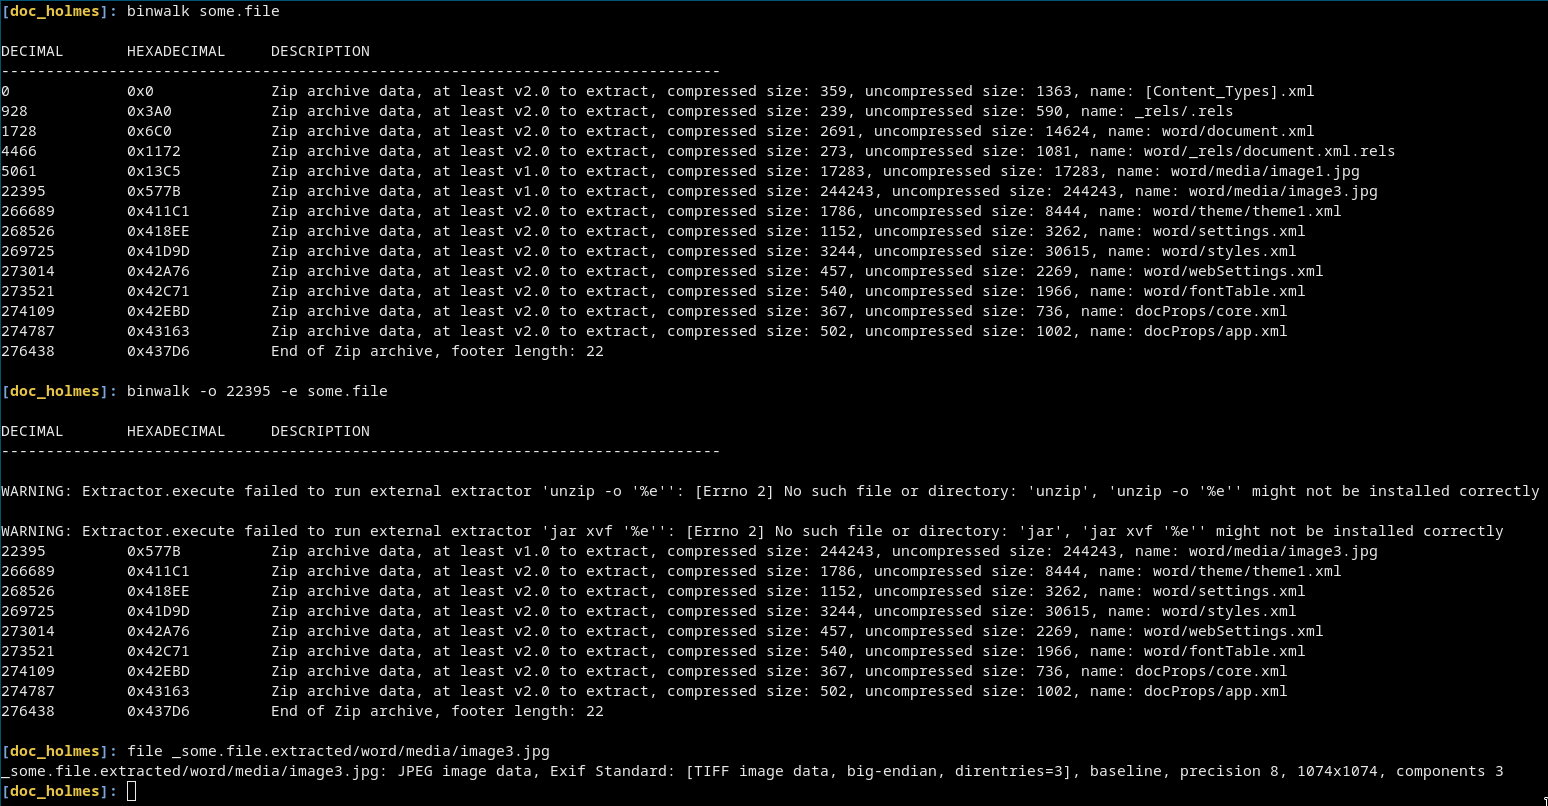 [doc_holmes]: binwalk some.file
DECIMAL       HEXADECIMAL     DESCRIPTION
--------------------------------------------------------------------------------
0             0x0             Zip archive data, at least v2.0 to extract, compressed size: 359, uncompressed size: 1363, name: [Content_Types].xml
928           0x3A0           Zip archive data, at least v2.0 to extract, compressed size: 239, uncompressed size: 590, name: _rels/.rels
1728          0x6C0           Zip archive data, at least v2.0 to extract, compressed size: 2691, uncompressed size: 14624, name: word/document.xml
4466          0x1172          Zip archive data, at least v2.0 to extract, compressed size: 273, uncompressed size: 1081, name: word/_rels/document.xml.rels
5061          0x13C5          Zip archive data, at least v1.0 to extract, compressed size: 17283, uncompressed size: 17283, name: word/media/image1.jpg
22395         0x577B          Zip archive data, at least v1.0 to extract, compressed size: 244243, uncompressed size: 244243, name: word/media/image3.jpg
266689        0x411C1         Zip archive data, at least v2.0 to extract, compressed size: 1786, uncompressed size: 8444, name: word/theme/theme1.xml
268526        0x418EE         Zip archive data, at least v2.0 to extract, compressed size: 1152, uncompressed size: 3262, name: word/settings.xml
269725        0x41D9D         Zip archive data, at least v2.0 to extract, compressed size: 3244, uncompressed size: 30615, name: word/styles.xml
273014        0x42A76         Zip archive data, at least v2.0 to extract, compressed size: 457, uncompressed size: 2269, name: word/webSettings.xml
273521        0x42C71         Zip archive data, at least v2.0 to extract, compressed size: 540, uncompressed size: 1966, name: word/fontTable.xml
274109        0x42EBD         Zip archive data, at least v2.0 to extract, compressed size: 367, uncompressed size: 736, name: docProps/core.xml
274787        0x43163         Zip archive data, at least v2.0 to extract, compressed size: 502, uncompressed size: 1002, name: docProps/app.xml
276438        0x437D6         End of Zip archive, footer length: 22
[doc_holmes]: binwalk -o 22395 -e some.file
DECIMAL       HEXADECIMAL     DESCRIPTION
--------------------------------------------------------------------------------
WARNING: Extractor.execute failed to run external extractor 'unzip -o '%e'': [Errno 2] No such file or directory: 'unzip', 'unzip -o '%e'' might not be installed correctly
WARNING: Extractor.execute failed to run external extractor 'jar xvf '%e'': [Errno 2] No such file or directory: 'jar', 'jar xvf '%e'' might not be installed correctly
22395         0x577B          Zip archive data, at least v1.0 to extract, compressed size: 244243, uncompressed size: 244243, name: word/media/image3.jpg
266689        0x411C1         Zip archive data, at least v2.0 to extract, compressed size: 1786, uncompressed size: 8444, name: word/theme/theme1.xml
268526        0x418EE         Zip archive data, at least v2.0 to extract, compressed size: 1152, uncompressed size: 3262, name: word/settings.xml
269725        0x41D9D         Zip archive data, at least v2.0 to extract, compressed size: 3244, uncompressed size: 30615, name: word/styles.xml
273014        0x42A76         Zip archive data, at least v2.0 to extract, compressed size: 457, uncompressed size: 2269, name: word/webSettings.xml
273521        0x42C71         Zip archive data, at least v2.0 to extract, compressed size: 540, uncompressed size: 1966, name: word/fontTable.xml
274109        0x42EBD         Zip archive data, at least v2.0 to extract, compressed size: 367, uncompressed size: 736, name: docProps/core.xml
274787        0x43163         Zip archive data, at least v2.0 to extract, compressed size: 502, uncompressed size: 1002, name: docProps/app.xml
276438        0x437D6         End of Zip archive, footer length: 22
[doc_holmes]: file _some.file.extracted/word/media/image3.jpg
_some.file.extracted/word/media/image3.jpg: JPEG image data, Exif Standard: [TIFF image data, big-endian, direntries=3], baseline, precision 8, 1074x1074, components 3
[doc_holmes]: